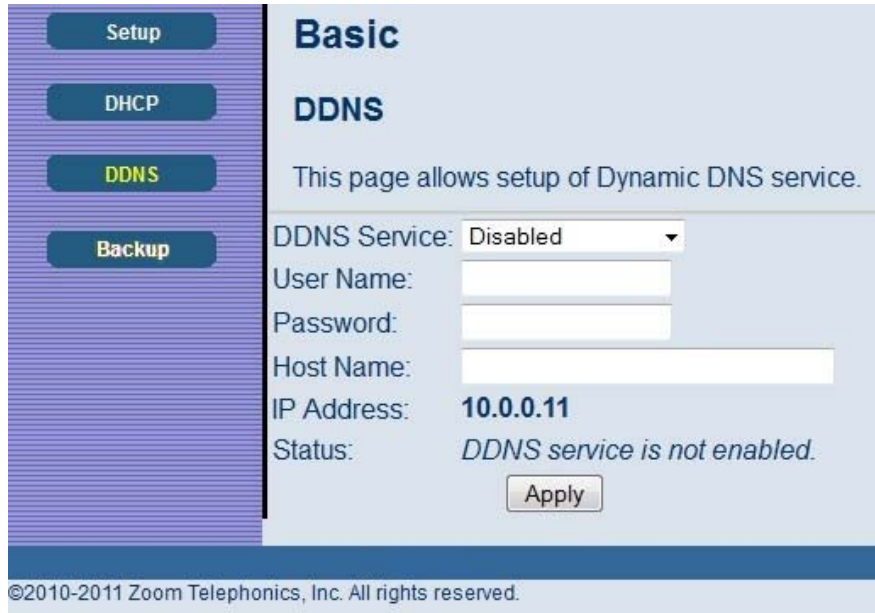 Setup
DHCP
DDNS
Backup
Basic
DDNS
This page allows setup of Dynamic DNS service.
DDNS Service: Disabled
User Name:
Password:
Host Name:
IP Address: 10.0.0.11
Status: DDNS service is not enabled.
Apply
©2010-2011 Zoom Telephonics, Inc. All rights reserved.